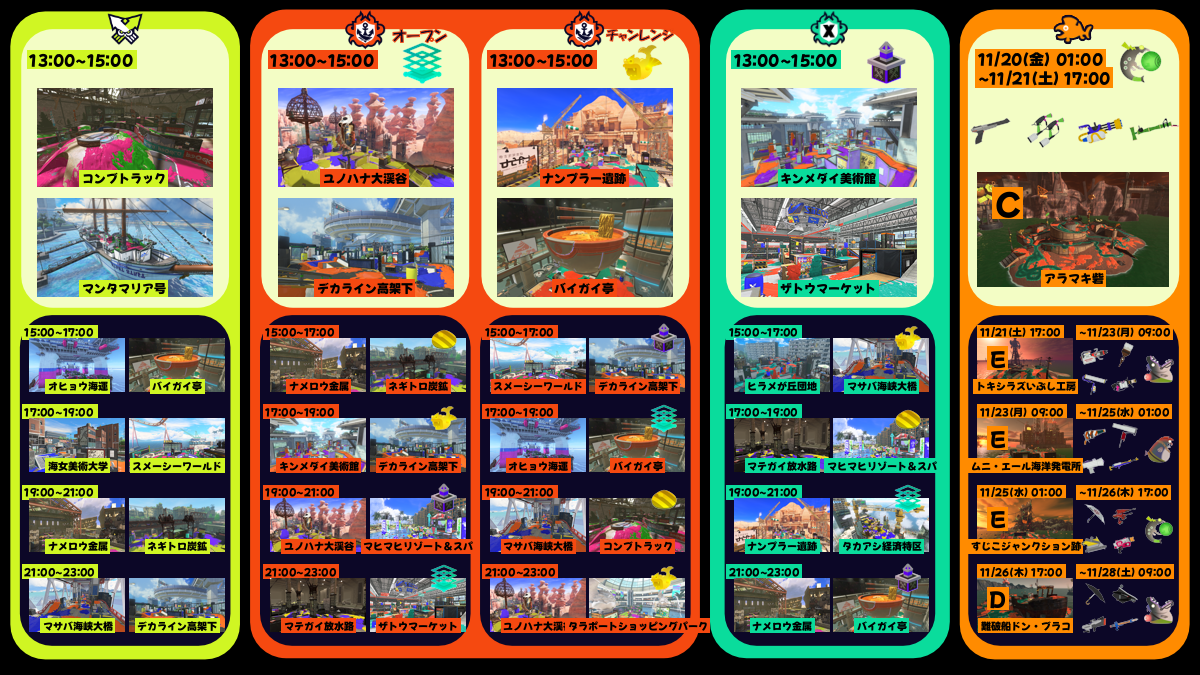 13:00~15:00
コンブトラック
マンタマリア号
15:00~17:00
オヒョウ海運
バイガイ亭
17:00~19:00
海女美術大学
スメーシーワールド
19:00~21:00
ナメロウ金属
ネギトロ炭鉱
21:00~23:00
マサバ海峡大橋
デカライン高架下
オープン
13:00~15:00
ユノハナ大渓谷
デカライン高架下
15:00~17:00
ナメロウ金属
ネギトロ炭鉱
17:00~19:00
キンメダイ美術館
デカライン高架下
19:00~21:00
ユノハナ大渓谷
マヒマヒリゾート&スパ
21:00~23:00
マテガイ放水路
ザトウマーケット
チャレンジ
13:00~15:00
ナンプラー遺跡
バイガイ亭
15:00~17:00
スメーシーワールド
デカライン高架下
17:00~19:00
オヒョウ海運
バイガイ亭
19:00~21:00
マサバ海峡大橋
コンブトラック
21:00~23:00
ユノハナ大渓
タラポートショッピングパーク
X
13:00~15:00
キンメダイ美術館
ザトウマーケット
15:00~17:00
ヒラメが丘団地
マサバ海峡大橋
17:00~19:00
マテガイ放水路
マヒマヒリゾート&スパ
19:00~21:00
ナンプラー遺跡
タカアシ経済特区
21:00~23:00
ナメロウ金属
バイガイ亭
11/20(金) 01:00
~11/21(土) 17:00
C
アラマキ砦
11/21(土) 17:00
~11/23(月) 09:00
E
トキシラズいぶし工房
11/23(月) 09:00
~11/25(水) 01:00
E
ムニ・エール海洋発電所
11/25(水) 01:00
~11/26(木) 17:00
E
すじこジャンクション跡
11/26(木) 17:00
~11/28(土) 09:00
D
難破船ドン・ブラコ